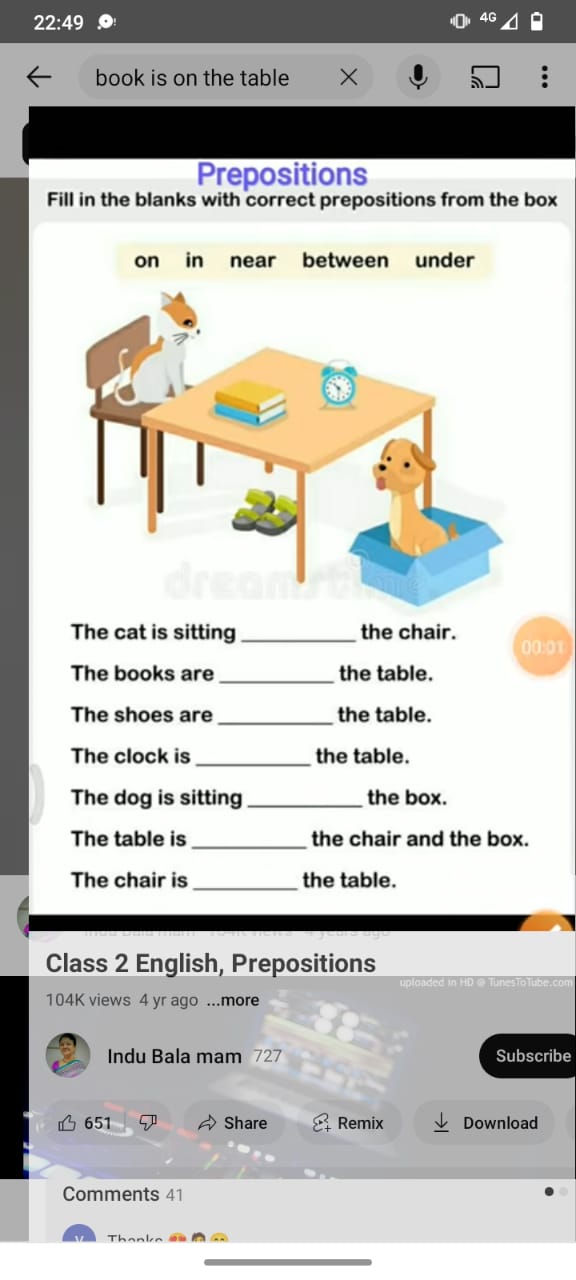 22:49
4G
book is on the table
Prepositions
Fill in the blanks with correct prepositions from the box
on in near between under
dreamstime
The cat is sitting __________ the chair.
The books are __________ the table.
The shoes are __________ the table.
The clock is __________ the table.
The dog is sitting __________ the box.
The table is __________ the chair and the box.
The chair is __________ the table.
00:01
Indu Bala mam 104K views 4 years ago
Class 2 English, Prepositions
uploaded in HD @ TunesToTube.com
104K views 4 yr ago ...more
Indu Bala mam 727
Subscribe
651 Share Remix Download
Comments 41
V Thanks